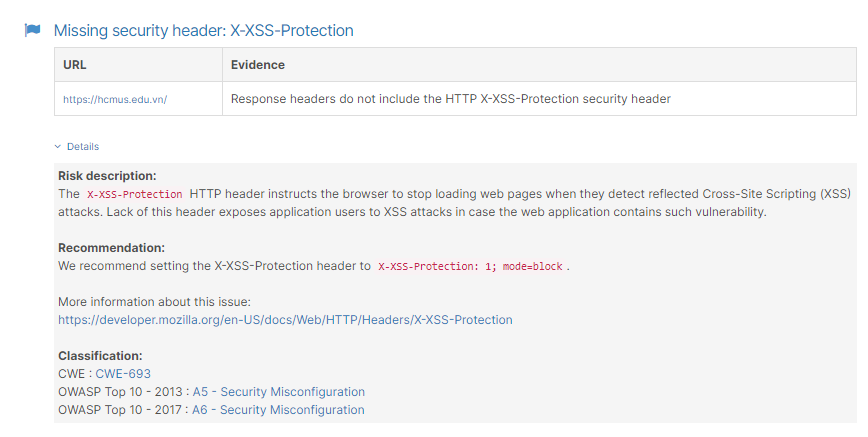 Missing security header: X-XSS-Protection
URL Evidence
https://hcmus.edu.vn/ Response headers do not include the HTTP X-XSS-Protection security header
Details
Risk description:
The X-XSS-Protection HTTP header instructs the browser to stop loading web pages when they detect reflected Cross-Site Scripting (XSS)
attacks. Lack of this header exposes application users to XSS attacks in case the web application contains such vulnerability.
Recommendation:
We recommend setting the X-XSS-Protection header to X-XSS-Protection: 1; mode=block .
More information about this issue:
https://developer.mozilla.org/en-US/docs/Web/HTTP/Headers/X-XSS-Protection
Classification:
CWE : CWE-693
OWASP Top 10 - 2013 : A5 - Security Misconfiguration
OWASP Top 10 - 2017 : A6 - Security Misconfiguration